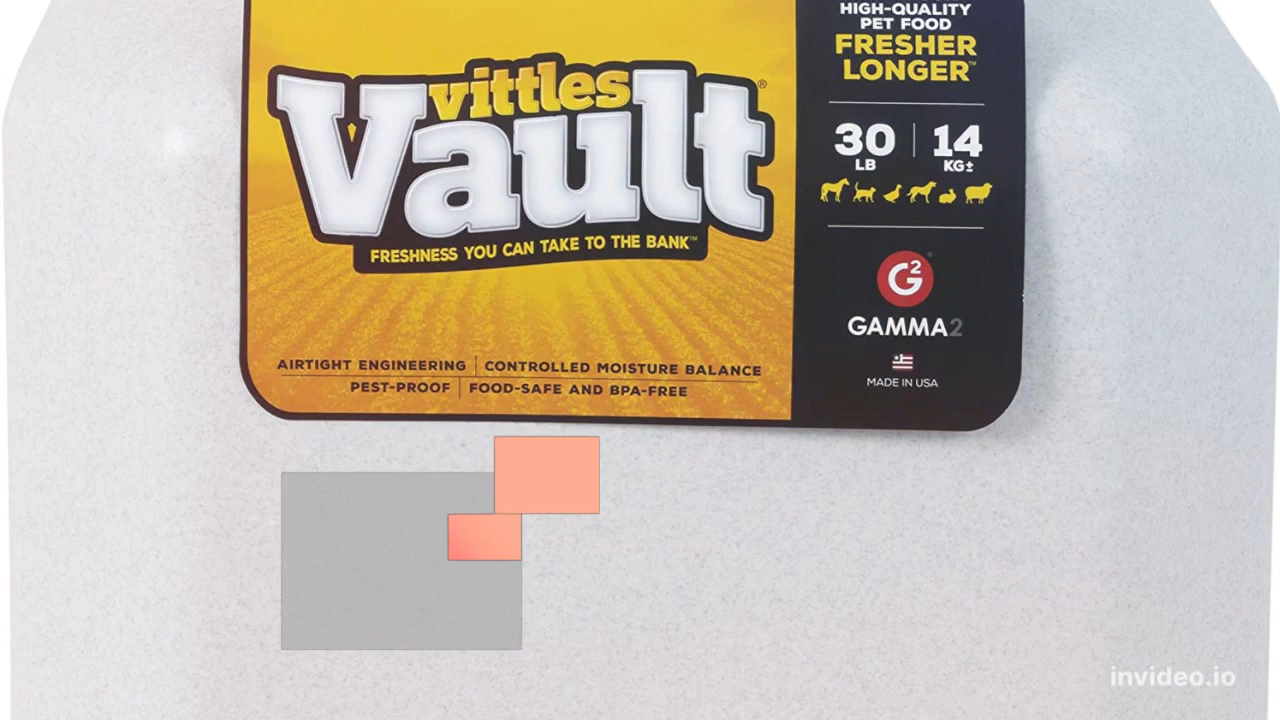 vittles
Vault®
FRESHNESS YOU CAN TAKE TO THE BANK™
AIRTIGHT ENGINEERING | CONTROLLED MOISTURE BALANCE
PEST-PROOF | FOOD-SAFE AND BPA-FREE
HIGH-QUALITY
PET FOOD
FRESHER
LONGER™
30 | 14
LB KG±
G2
GAMMA2
MADE IN USA
invideo.io